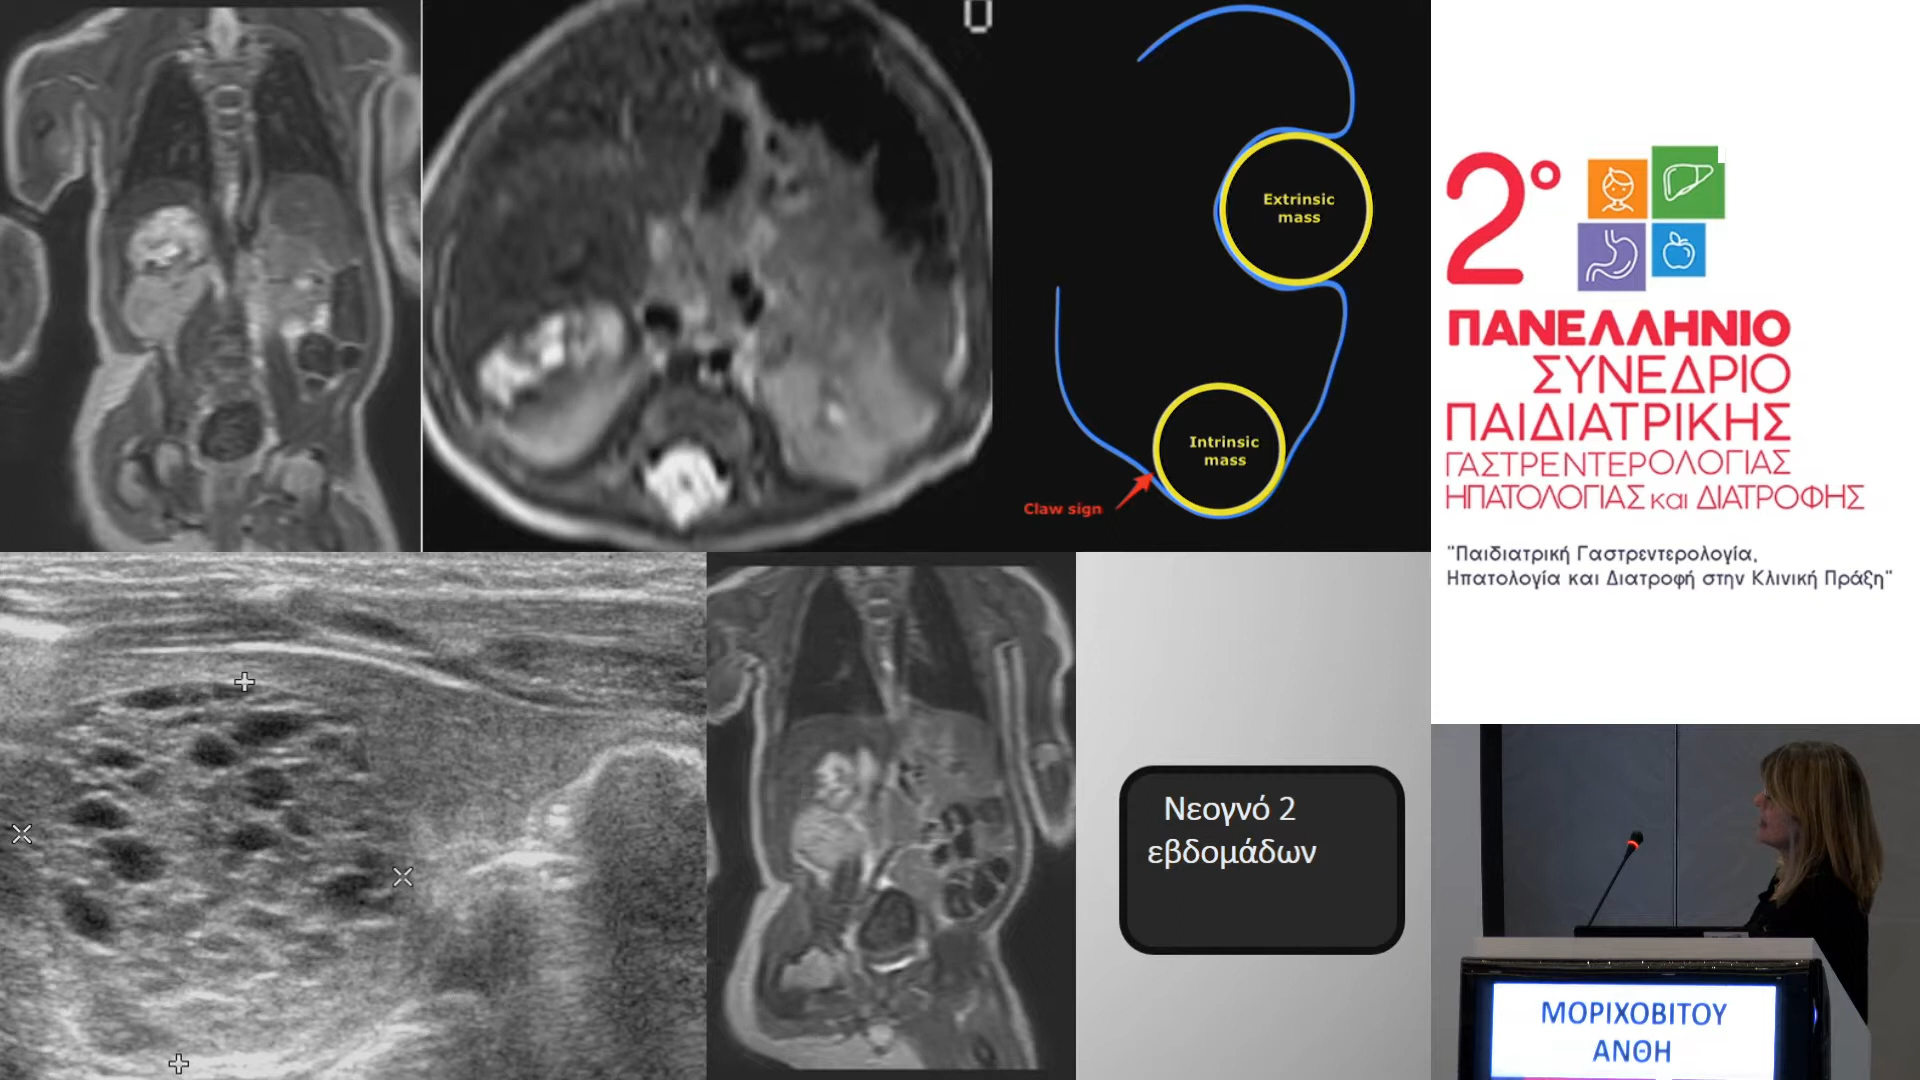 Extrinsic
mass
Intrinsic
mass
Claw sign
Νεογνό 2
εβδομάδων
2ο
ΠΑΝΕΛΛΗΝΙΟ
ΣΥΝΕΔΡΙΟ
ΠΑΙΔΙΑΤΡΙΚΗΣ
ΓΑΣΤΡΕΝΤΕΡΟΛΟΓΙΑΣ
ΗΠΑΤΟΛΟΓΙΑΣ και ΔΙΑΤΡΟΦΗΣ
"Παιδιατρική Γαστρεντερολογία,
Ηπατολογία και Διατροφή στην Κλινική Πράξη"
ΜΟΡΙΧΟΒΙΤΟΥ
ΑΝΘΗ